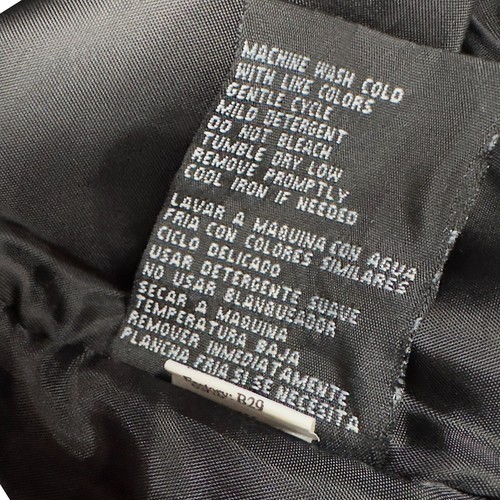 MACHINE WASH COLD
WITH LIKE COLORS
GENTLE CYCLE
MILD DETERGENT
DO NOT BLEACH
TUMBLE DRY LOW
REMOVE PROMPTLY
COOL IRON IF NEEDED
LAVAR A MAQUINA CON AGUA
FRIA CON COLORES SIMILARES
CICLO DELICADO
USAR DETERGENTE SUAVE
NO USAR BLANQUEADOR
SECAR A MAQUINA
TEMPERATURA BAJA
REMOVER INMEDIATAMENTE
PLANCHA FRIA SI SE NECESITA
B29